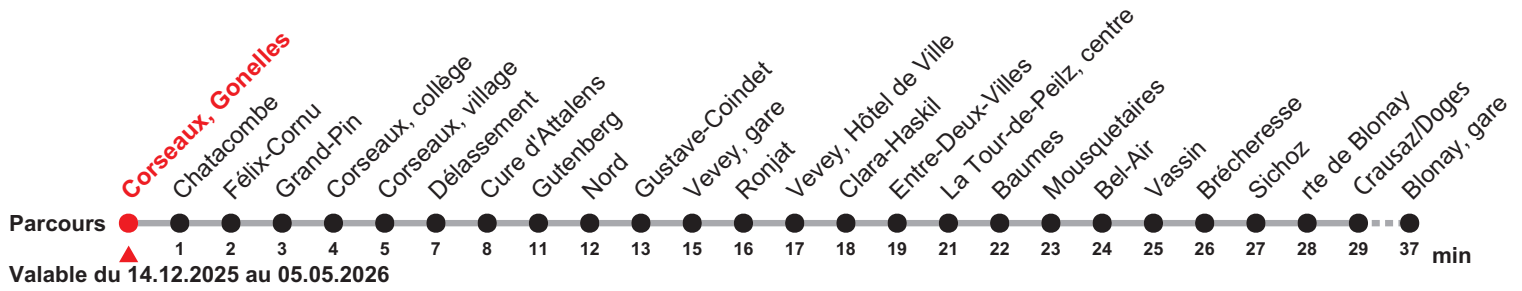 Corseaux, Gonelles
Chatacombe
Félix-Cornu
Grand-Pin
Corseaux, collège
Corseaux, village
Délassement
Cure d'Attalens
Gutenberg
Nord
Gustave-Coindet
Vevey, gare
Ronjat
Vevey, Hôtel de Ville
Clara-Haskil
Entre-Deux-Villes
La Tour-de-Peilz, centre
Baumes
Mousquetaires
Bel-Air
Vassin
Brécheresse
Sichoz
rte de Blonay
Crausaz/Doges
Blonay, gare
Parcours
1 2 3 4 5 7 8 11 12 13 15 16 17 18 19 21 22 23 24 25 26 27 28 29 37 min
Valable du 14.12.2025 au 05.05.2026